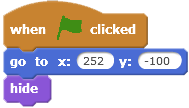 when clicked
go to x: 252 y: -100
hide